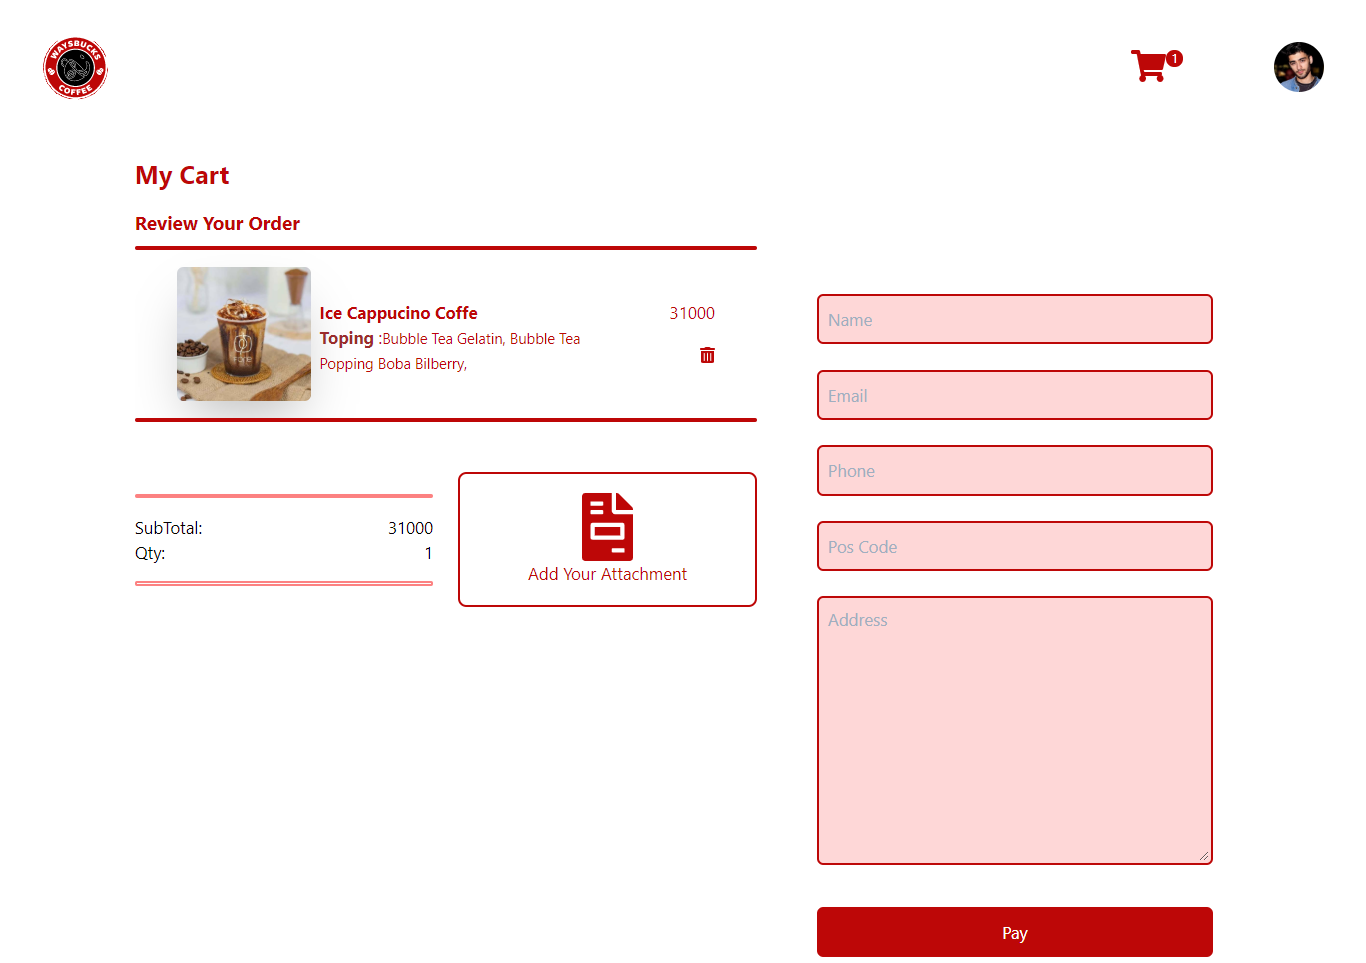 WAYSBUCKS
COFFEE
1
My Cart
Review Your Order
Ice Cappucino Coffe
31000
Toping :Bubble Tea Gelatin, Bubble Tea
Popping Boba Bilberry,
SubTotal:
31000
Qty:
1
Add Your Attachment
Name
Email
Phone
Pos Code
Address
Pay